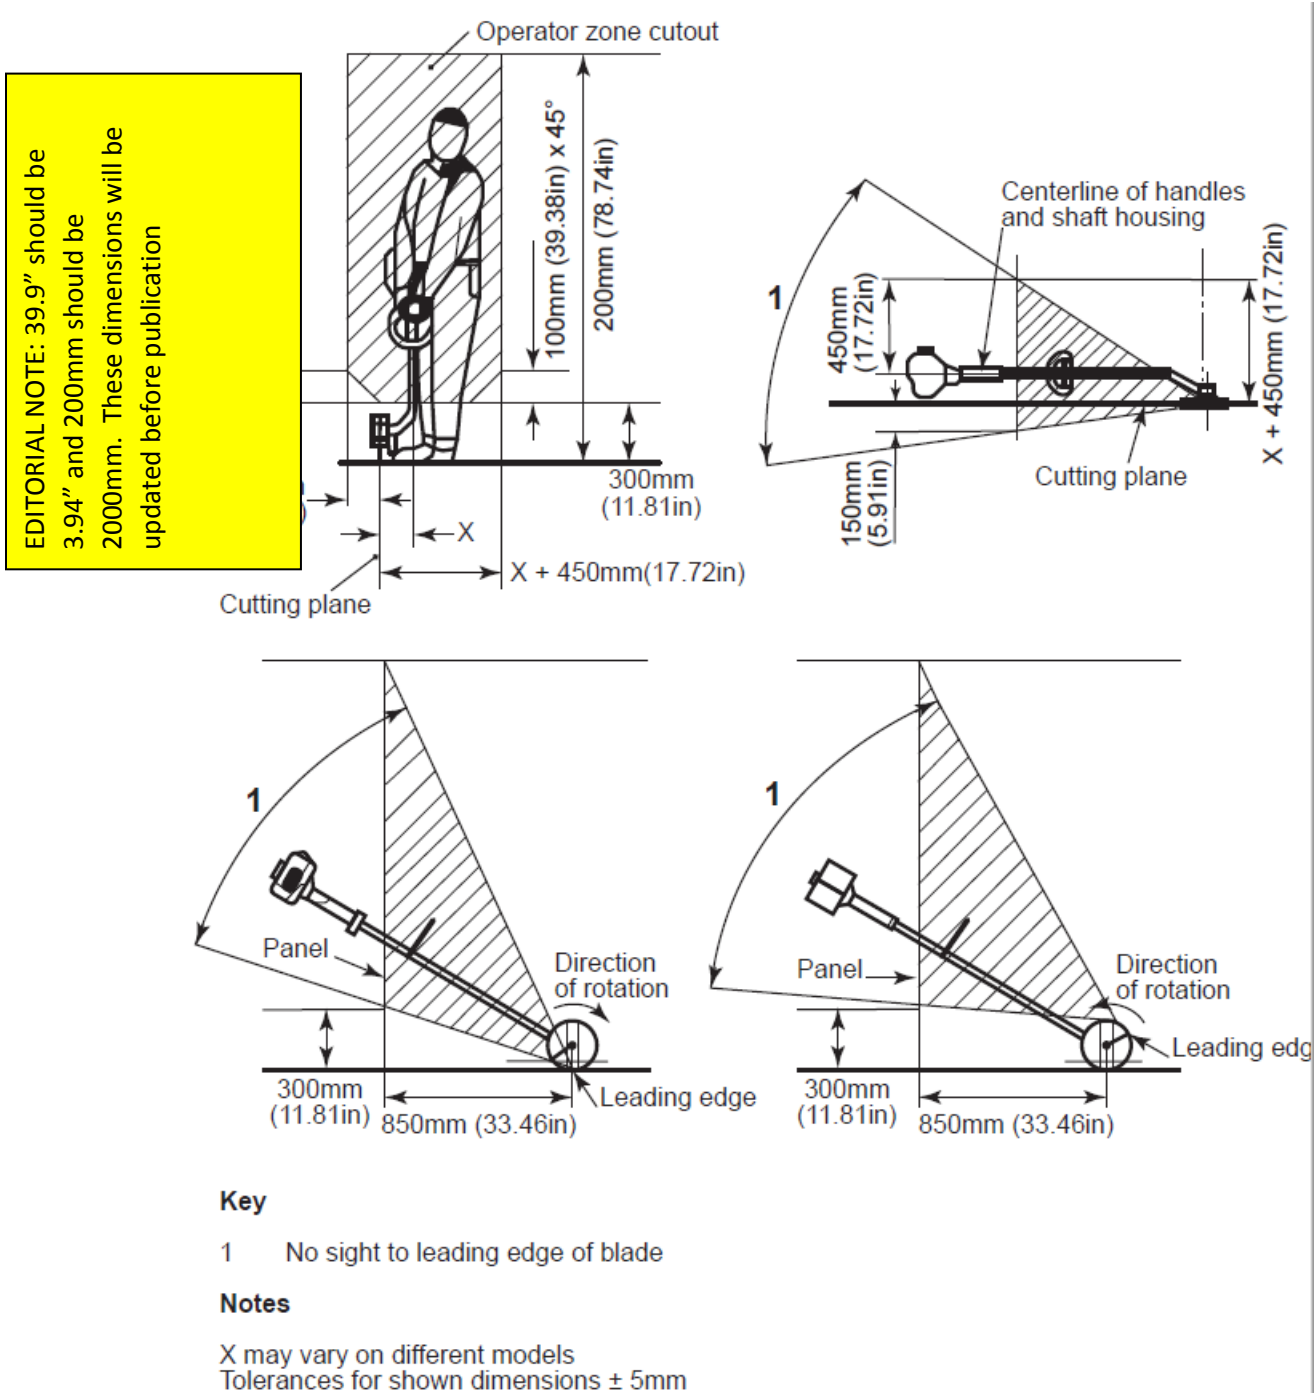 Operator zone cutout
EDITORIAL NOTE: 39.9” should be
3.94” and 200mm should be
2000mm. These dimensions will be
updated before publication
100mm (39.38in) x 45°
200mm (78.74in)
300mm
(11.81in)
X
X + 450mm(17.72in)
Cutting plane
Centerline of handles
and shaft housing
1
450mm
(17.72in)
X + 450mm (17.72in)
150mm
(5.91in)
Cutting plane
1
Panel
Direction
of rotation
300mm
(11.81in)
850mm (33.46in)
Leading edge
1
Panel
Direction
of rotation
Leading edg
300mm
(11.81in)
850mm (33.46in)
Key
1 No sight to leading edge of blade
Notes
X may vary on different models
Tolerances for shown dimensions ± 5mm